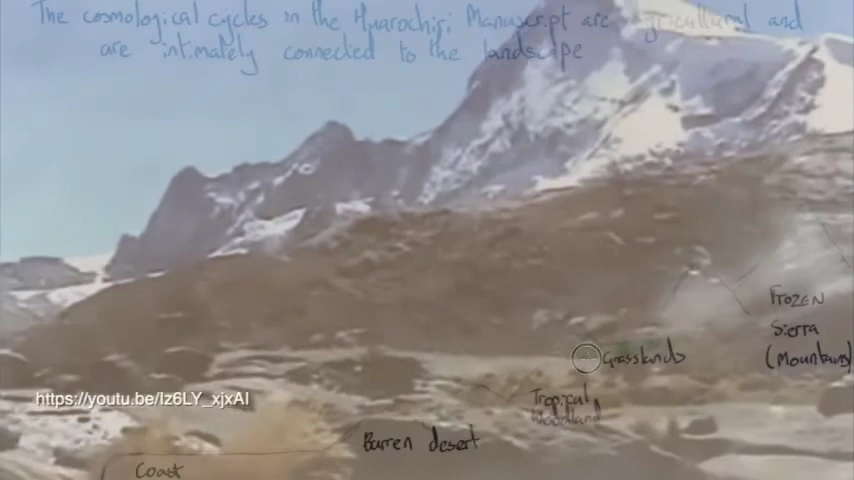 The cosmological cycles in the Huarochirí Manuscript are agricultural and
are intimately connected to the landscape
Frozen
Sierra
(Mountains)
Grasslands
https://youtu.be/Iz6LY_xjxAI
Tropical
Woodland
Barren desert
Coast